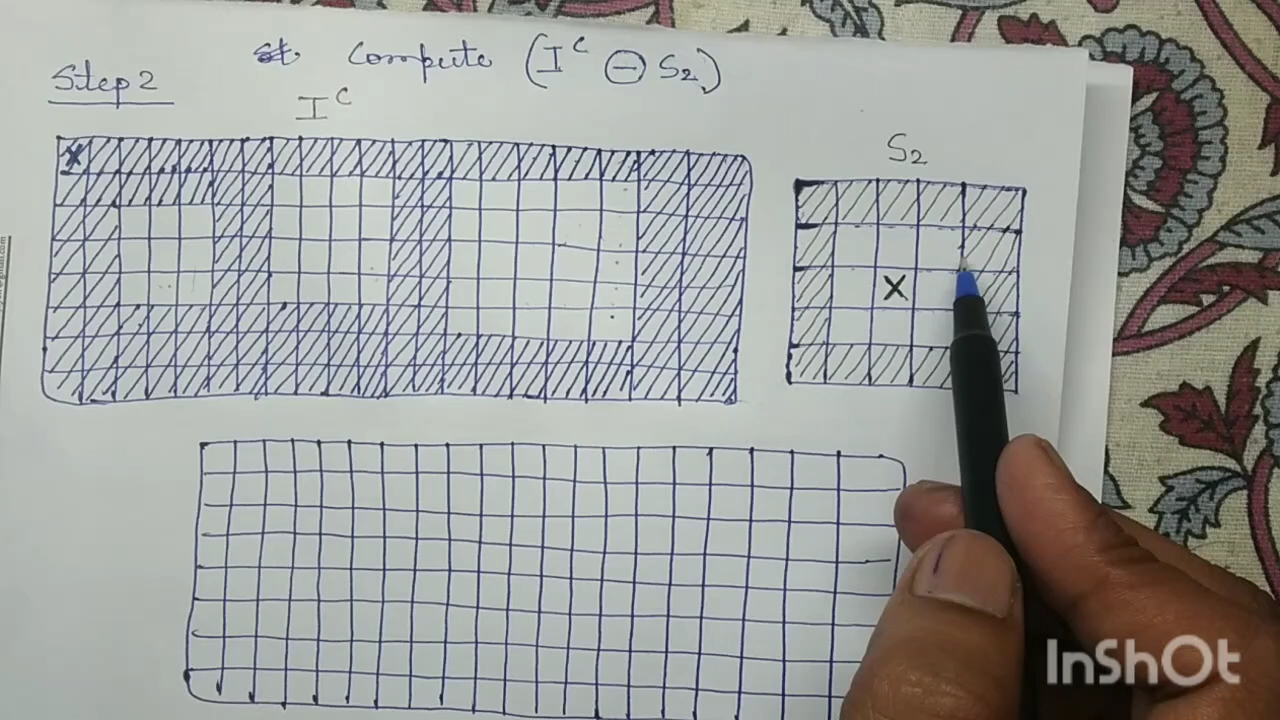 Compute (I^C ⊖ S₂)
Step 2
I^C
S₂
X
X
InShOt